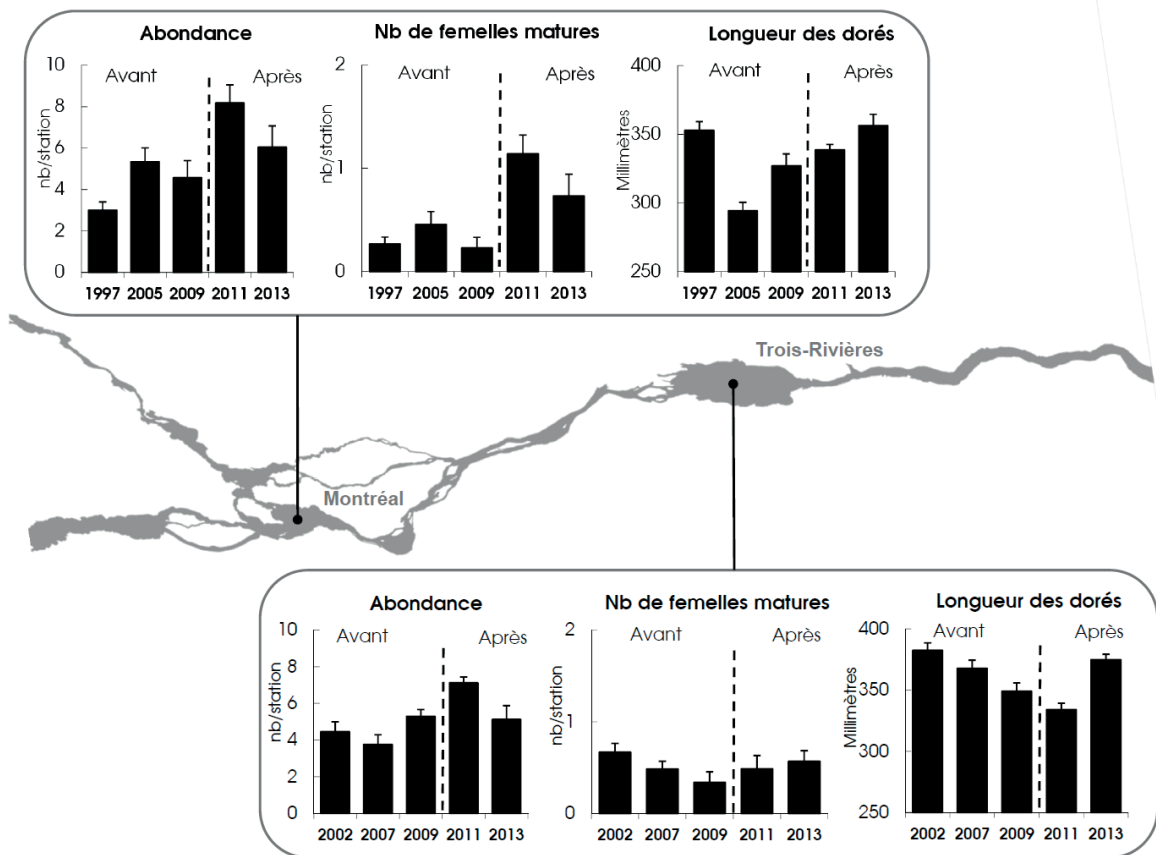 Abondance
Nb de femelles matures
Longueur des dorés
Avant
Après
nb/station
10
8
6
4
2
0
1997 2005 2009 2011 2013
Avant
Après
nb/station
2
1
0
1997 2005 2009 2011 2013
Avant
Après
Millimètres
400
350
300
250
1997 2005 2009 2011 2013
Trois-Rivières
Montréal
Abondance
Nb de femelles matures
Longueur des dorés
Avant
Après
nb/station
10
8
6
4
2
0
2002 2007 2009 2011 2013
Avant
Après
nb/station
2
1
0
2002 2007 2009 2011 2013
Avant
Après
Millimètres
400
350
300
250
2002 2007 2009 2011 2013